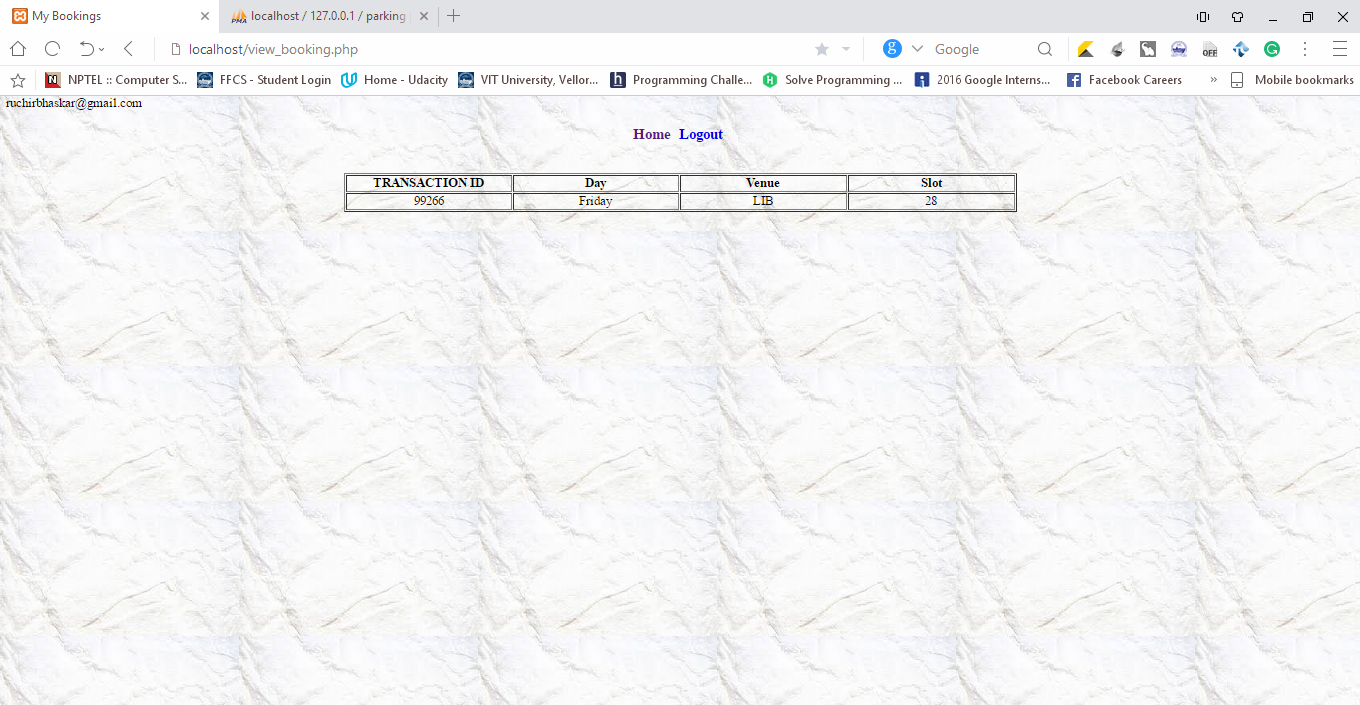 My Bookings
localhost / 127.0.0.1 / parking
localhost/view_booking.php
Google
NPTEL :: Computer S... FFCS - Student Login Home - Udacity VIT University, Vellor... Programming Challe... Solve Programming ... 2016 Google Interns... Facebook Careers » Mobile bookmarks
ruchirbhaskar@gmail.com
Home Logout
TRANSACTION ID Day Venue Slot
99266 Friday LIB 28